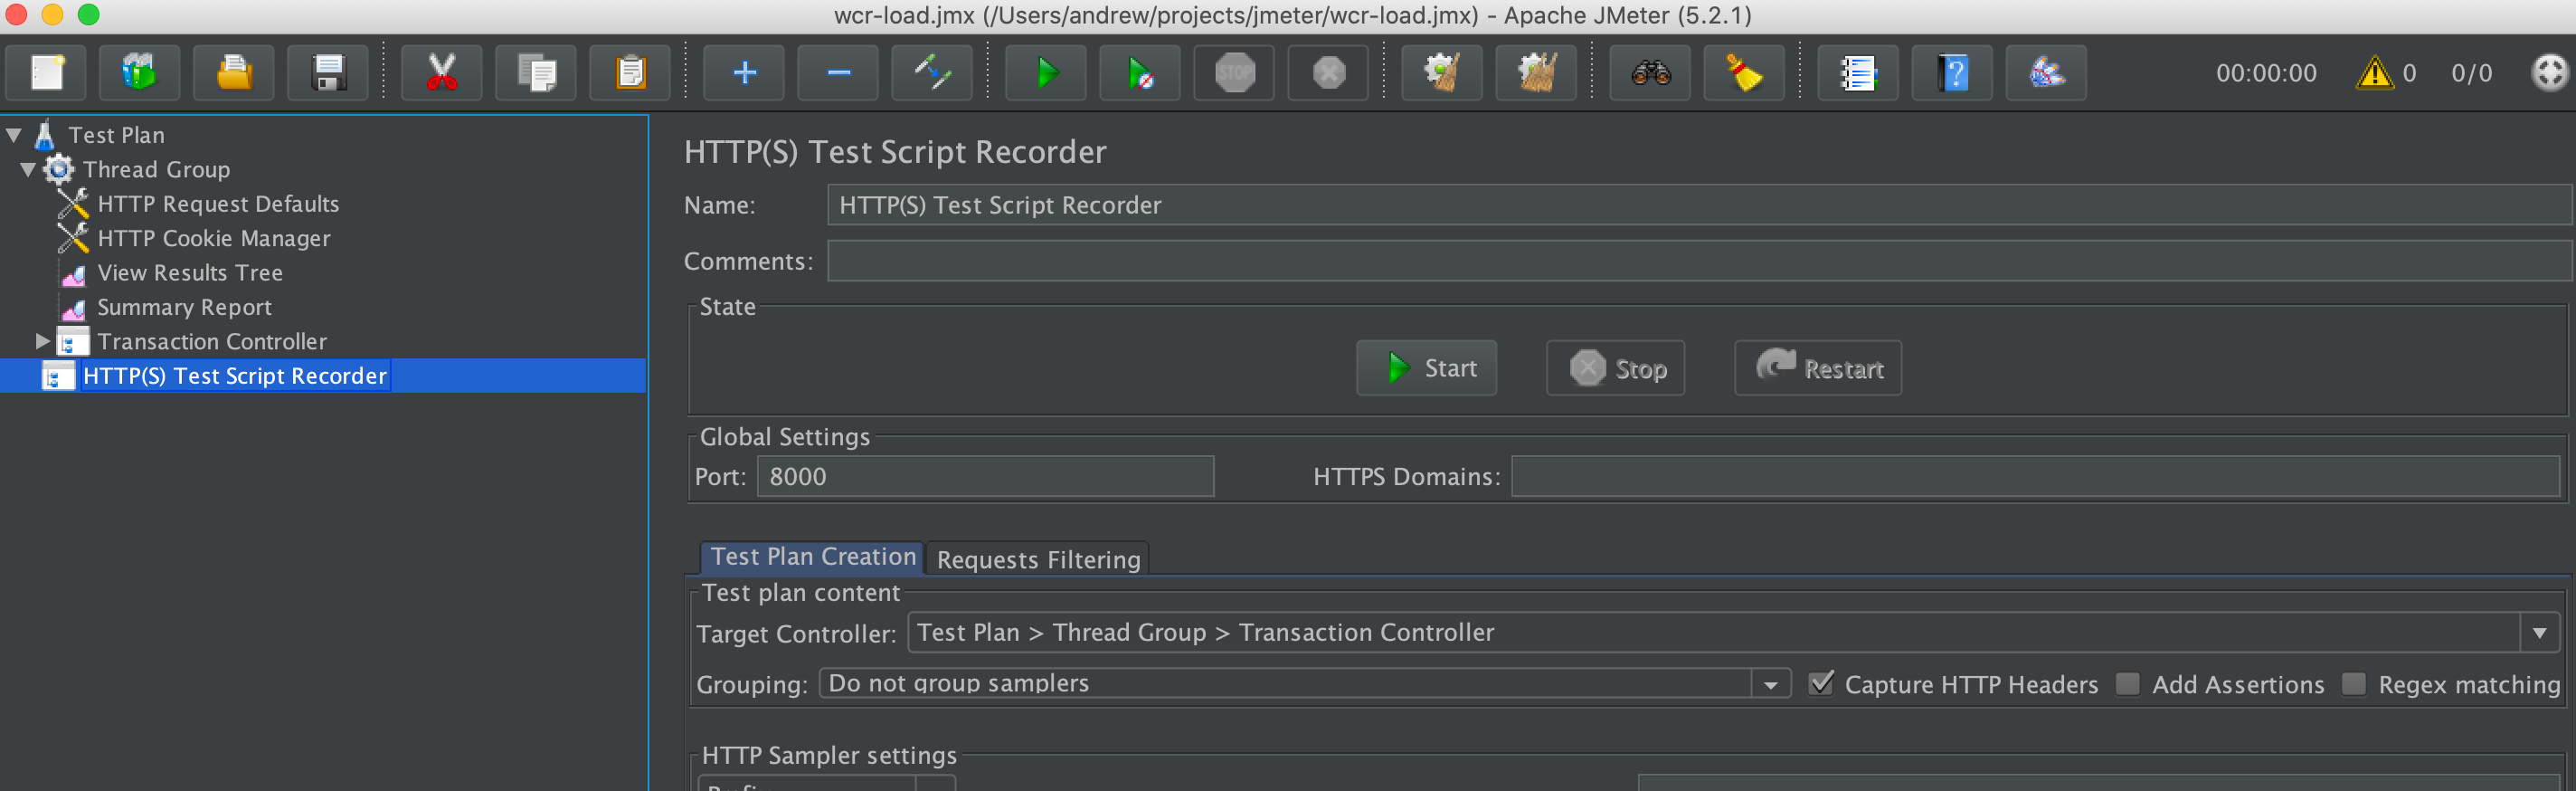 wcr-load.jmx (/Users/andrew/projects/jmeter/wcr-load.jmx) - Apache JMeter (5.2.1)
STOP
00:00:00 0 0/0
Test Plan
Thread Group
HTTP Request Defaults
HTTP Cookie Manager
View Results Tree
Summary Report
Transaction Controller
HTTP(S) Test Script Recorder
HTTP(S) Test Script Recorder
Name: HTTP(S) Test Script Recorder
Comments:
State
Start Stop Restart
Global Settings
Port: 8000 HTTPS Domains:
Test Plan Creation Requests Filtering
Test plan content
Target Controller: Test Plan > Thread Group > Transaction Controller
Grouping: Do not group samplers Capture HTTP Headers Add Assertions Regex matching
HTTP Sampler settings